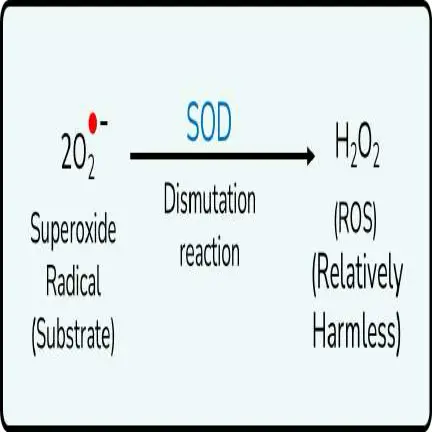 2O₂•-
Superoxide
Radical
(Substrate)
SOD
Dismutation
reaction
H₂O₂
(ROS)
(Relatively
Harmless)